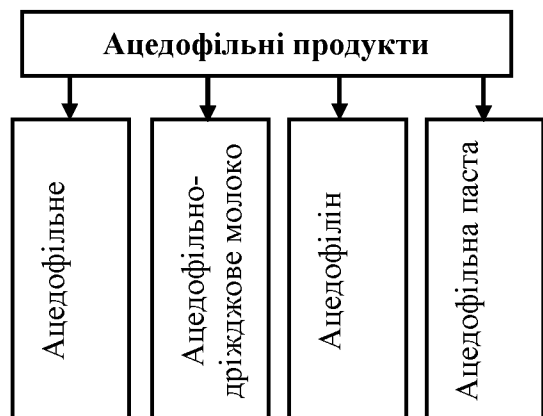 Ацедофільні продукти
Ацедофільне
Ацедофільно-
дріжджове молоко
Ацедофілін
Ацедофільна паста